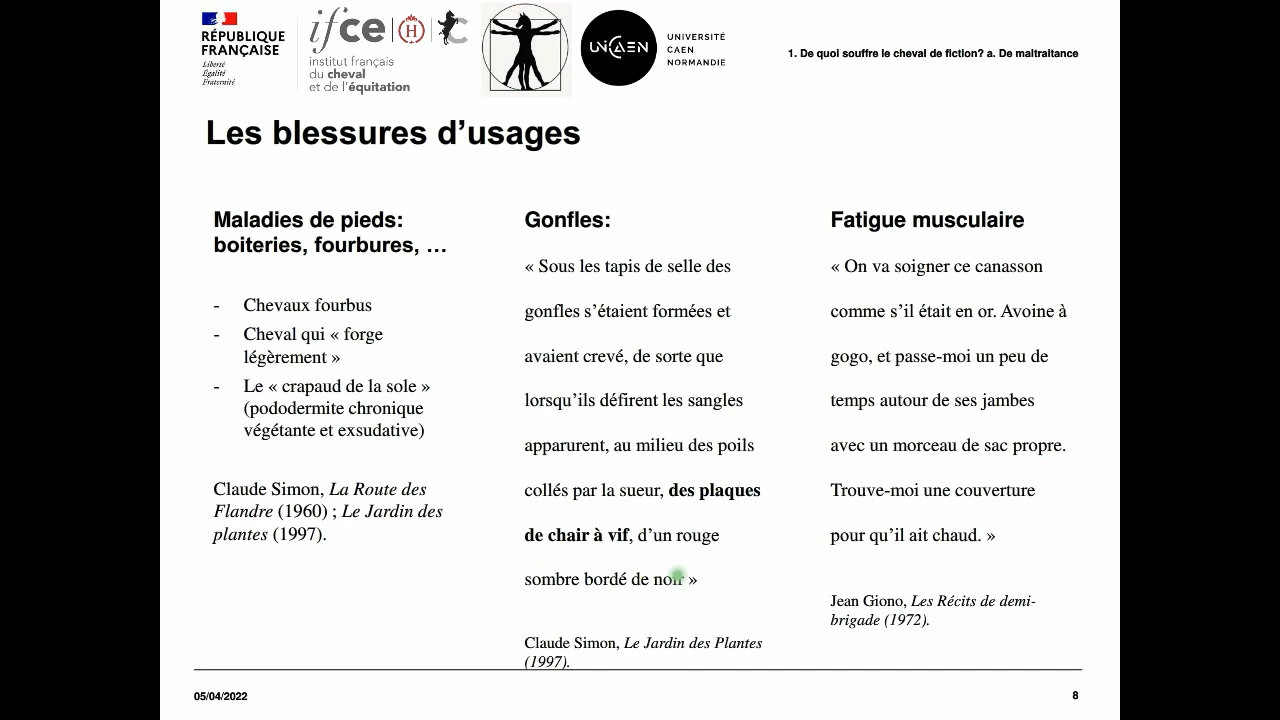 RÉPUBLIQUE
FRANÇAISE
Liberté
Égalité
Fraternité
ifce
H
institut français
du cheval
et de l'équitation
UNICAEN
UNIVERSITÉ
CAEN
NORMANDIE
1. De quoi souffre le cheval de fiction? a. De maltraitance
Les blessures d’usages
Maladies de pieds:
boiteries, fourbures, …
- Chevaux fourbus
- Cheval qui « forge
légèrement »
- Le « crapaud de la sole »
(pododermite chronique
végétante et exsudative)
Claude Simon, La Route des
Flandre (1960) ; Le Jardin des
plantes (1997).
Gonfles:
« Sous les tapis de selle des
gonfles s’étaient formées et
avaient crevé, de sorte que
lorsqu’ils défirent les sangles
apparurent, au milieu des poils
collés par la sueur, des plaques
de chair à vif, d’un rouge
sombre bordé de noir »
Claude Simon, Le Jardin des Plantes
(1997).
Fatigue musculaire
« On va soigner ce canasson
comme s’il était en or. Avoine à
gogo, et passe-moi un peu de
temps autour de ses jambes
avec un morceau de sac propre.
Trouve-moi une couverture
pour qu’il ait chaud. »
Jean Giono, Les Récits de demi-
brigade (1972).
05/04/2022
8